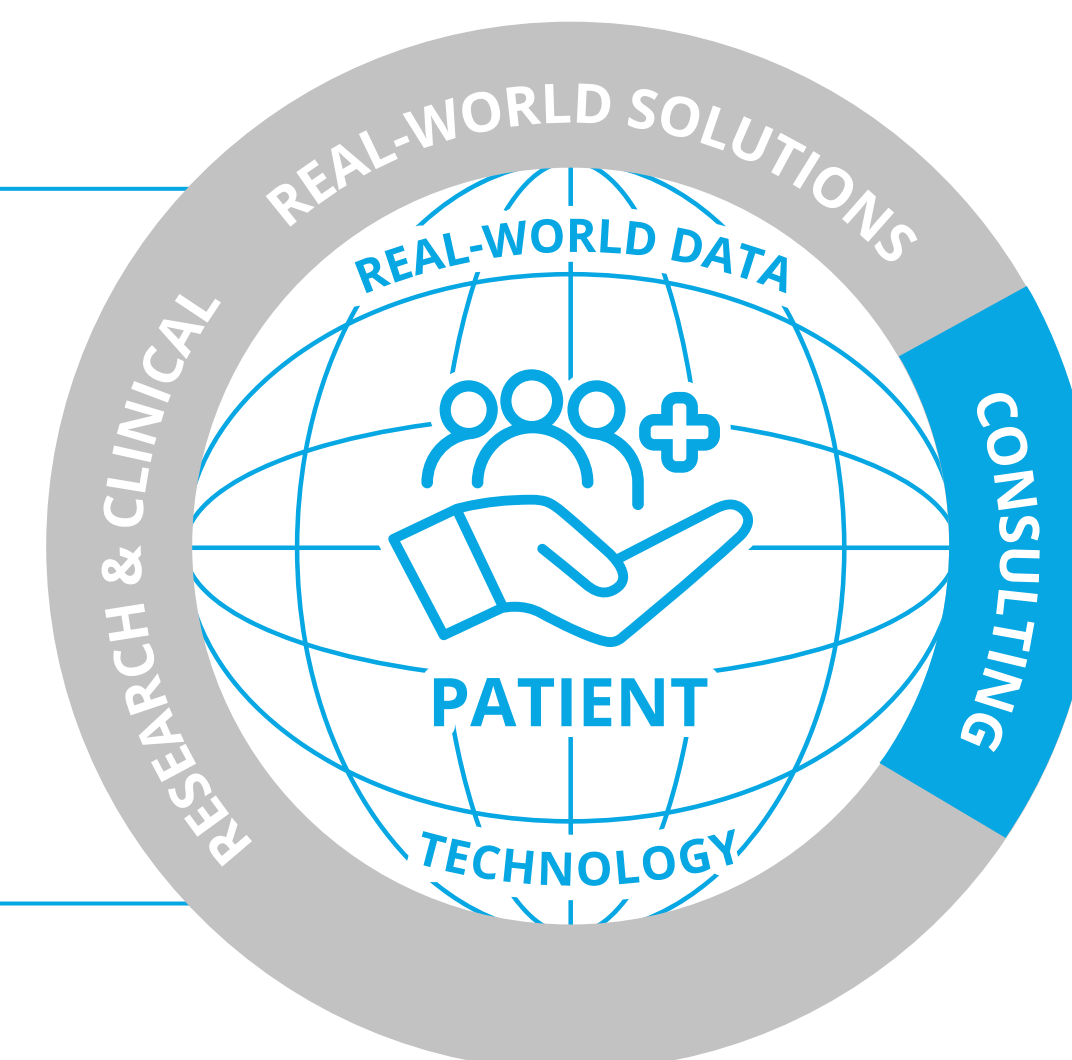 REAL-WORLD SOLUTIONS
REAL-WORLD DATA
RESEARCH & CLINICAL
CONSULTING
PATIENT
TECHNOLOGY